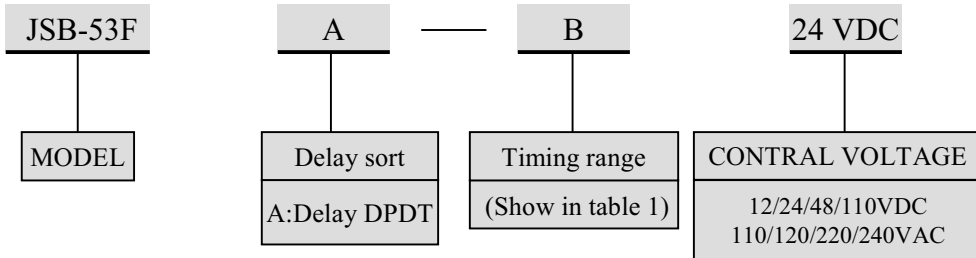 JSB-53F A — B 24 VDC
MODEL
Delay sort
A:Delay DPDT
Timing range
(Show in table 1)
CONTRAL VOLTAGE
12/24/48/110VDC
110/120/220/240VAC